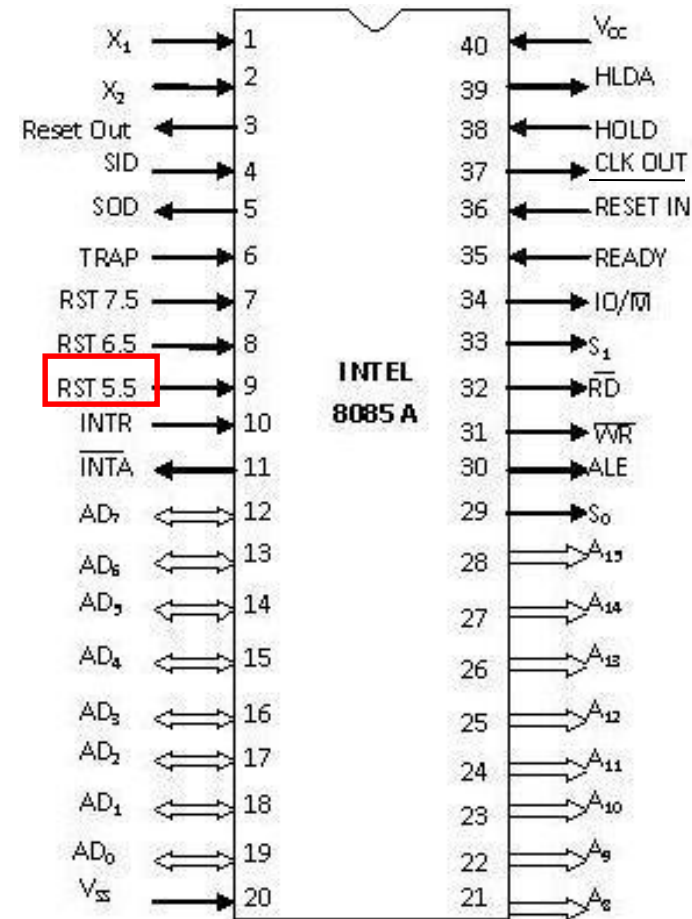 X₁ 1 40 Vcc
X₂ 2 39 HLDA
Reset Out 3 38 HOLD
SID 4 37 CLK OUT
SOD 5 36 RESET IN
TRAP 6 35 READY
RST 7.5 7 34 IO/M̅
RST 6.5 8 33 S₁
RST 5.5 9 32 R̅D̅
INTR 10 31 W̅R̅
I̅N̅T̅A̅ 11 30 ALE
INTEL
8085 A
AD₇ 12 29 S₀
AD₆ 13 28 A₁₅
AD₅ 14 27 A₁₄
AD₄ 15 26 A₁₃
AD₃ 16 25 A₁₂
AD₂ 17 24 A₁₁
AD₁ 18 23 A₁₀
AD₀ 19 22 A₉
Vss 20 21 A₈